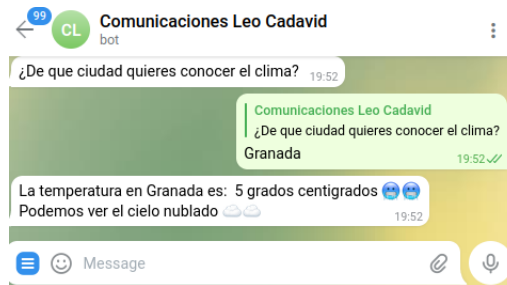 99
CL
Comunicaciones Leo Cadavid
bot
¿De que ciudad quieres conocer el clima? 19:52
Comunicaciones Leo Cadavid
¿De que ciudad quieres conocer el clima?
Granada 19:52
La temperatura en Granada es: 5 grados centigrados 🥶🥶
Podemos ver el cielo nublado ☁️☁️ 19:52
Message